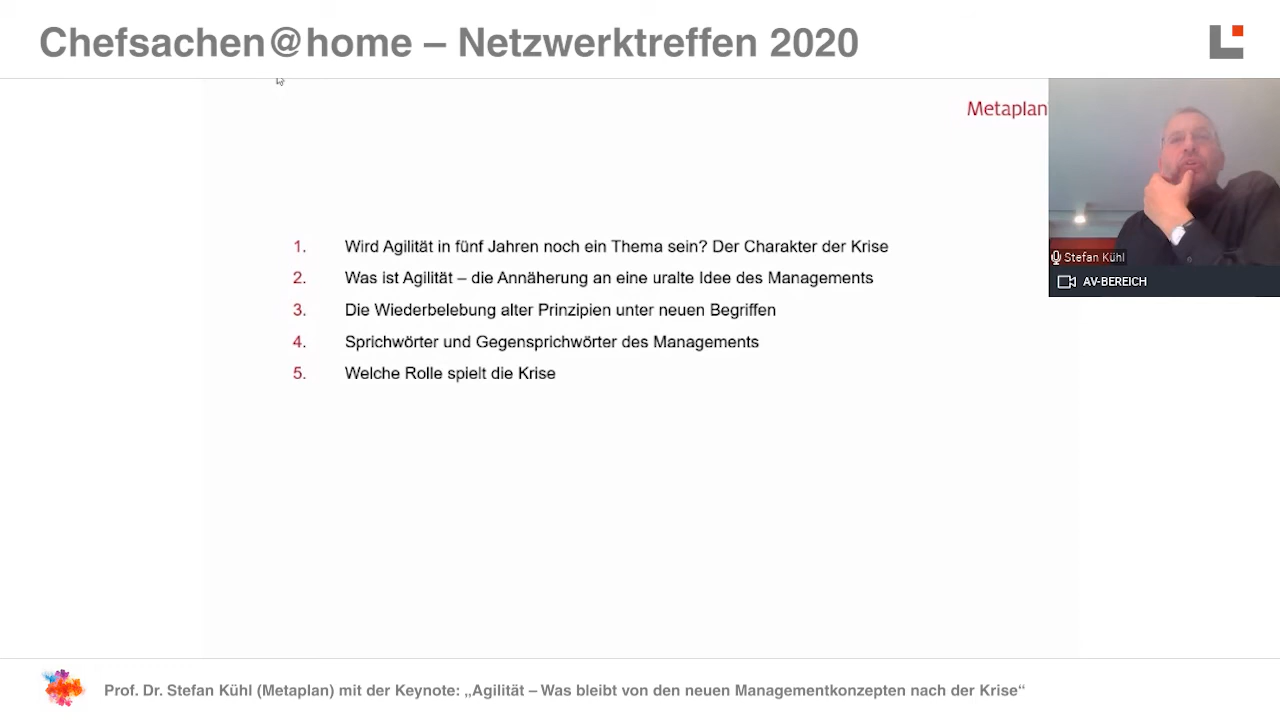 Chefsachen@home – Netzwerktreffen 2020
Metaplan
1. Wird Agilität in fünf Jahren noch ein Thema sein? Der Charakter der Krise
2. Was ist Agilität – die Annäherung an eine uralte Idee des Managements
3. Die Wiederbelebung alter Prinzipien unter neuen Begriffen
4. Sprichwörter und Gegensprichwörter des Managements
5. Welche Rolle spielt die Krise
Stefan Kühl
AV-BEREICH
Prof. Dr. Stefan Kühl (Metaplan) mit der Keynote: „Agilität – Was bleibt von den neuen Managementkonzepten nach der Krise“